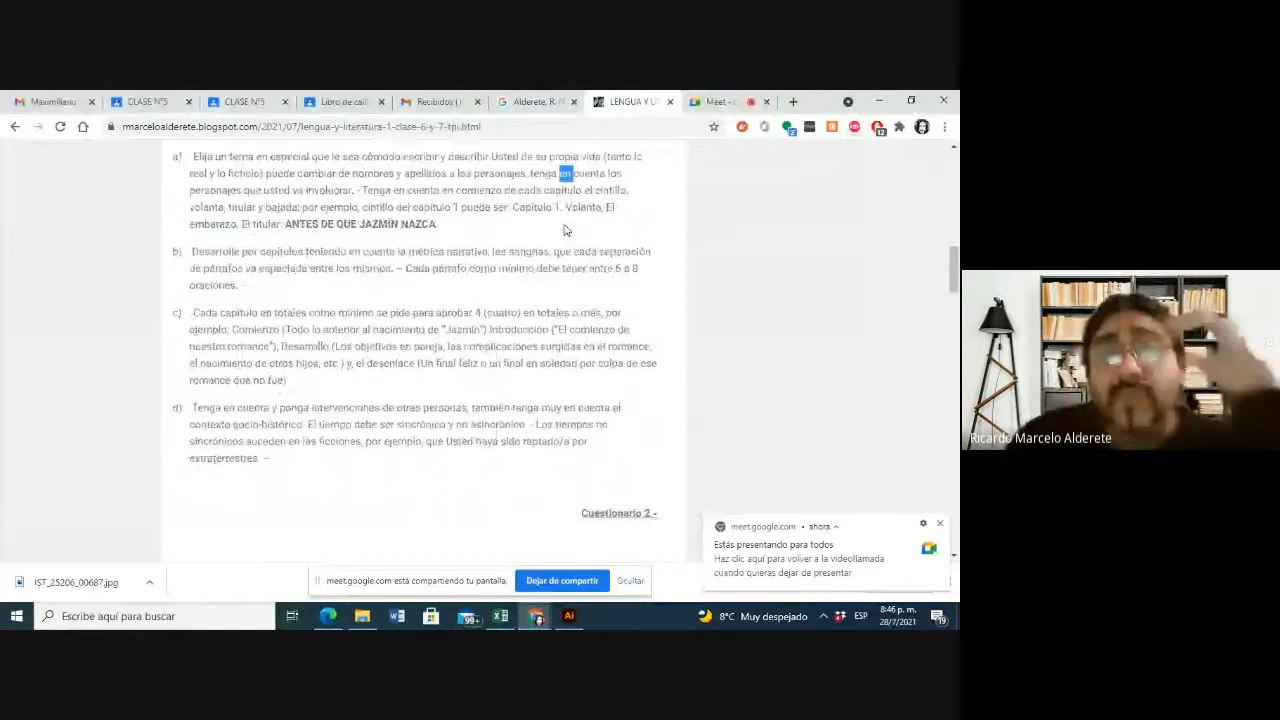 Maximiliano
CLASE N°5
CLASE N°5
Libro de cali
Recibidos (
Alderete, R. M
LENGUA Y LI
Meet - c
marceloalderete.blogspot.com/2021/07/lengua-y-literatura-1-clase-6-y-7-tpi.html
a) Elija un tema en especial que le sea cómodo escribir y describir Usted de su propia vida (tanto lo
real y lo ficticio) puede cambiar de nombres y apellidos a los personajes, tenga en cuenta los
personajes que usted va involucrar. - Tenga en cuenta en comienzo de cada capítulo el cintillo,
volanta, titular y bajada; por ejemplo, cintillo del capítulo 1 puede ser: Capítulo 1. Volanta, El
embarazo. El titular: ANTES DE QUE JAZMÍN NAZCA.
b) Desarrolle por capítulos teniendo en cuenta la métrica narrativa, las sangrías, que cada separación
de párrafos va espaciada entre los mismos. – Cada párrafo como mínimo debe tener entre 6 a 8
oraciones.
c) Cada capítulo en totales como mínimo se pide para aprobar 4 (cuatro) en totales o más, por
ejemplo; Comienzo (Todo lo anterior al nacimiento de "Jazmín") Introducción ("El comienzo de
nuestro romance"), Desarrollo (Los objetivos en pareja, las complicaciones surgidas en el romance,
el nacimiento de otros hijos, etc.) y, el desenlace (Un final feliz o un final en soledad por culpa de ese
romance que no fue)
d) Tenga en cuenta y ponga intervenciones de otras personas, también tenga muy en cuenta el
contexto socio-histórico. El tiempo debe ser sincrónico y no asincrónico. - Los tiempos no
sincrónicos suceden en las ficciones, por ejemplo, que Usted haya sido raptado/a por
extraterrestres. –
Cuestionario 2.-
meet.google.com • ahora
Estás presentando para todos
Haz clic aquí para volver a la videollamada
cuando quieras dejar de presentar
IST_25206_00687.jpg
meet.google.com está compartiendo tu pantalla.
Dejar de compartir
Ocultar
Escribe aquí para buscar
99+
Ai
8°C Muy despejado
ESP
8:46 p. m.
28/7/2021
19
Ricardo Marcelo Alderete